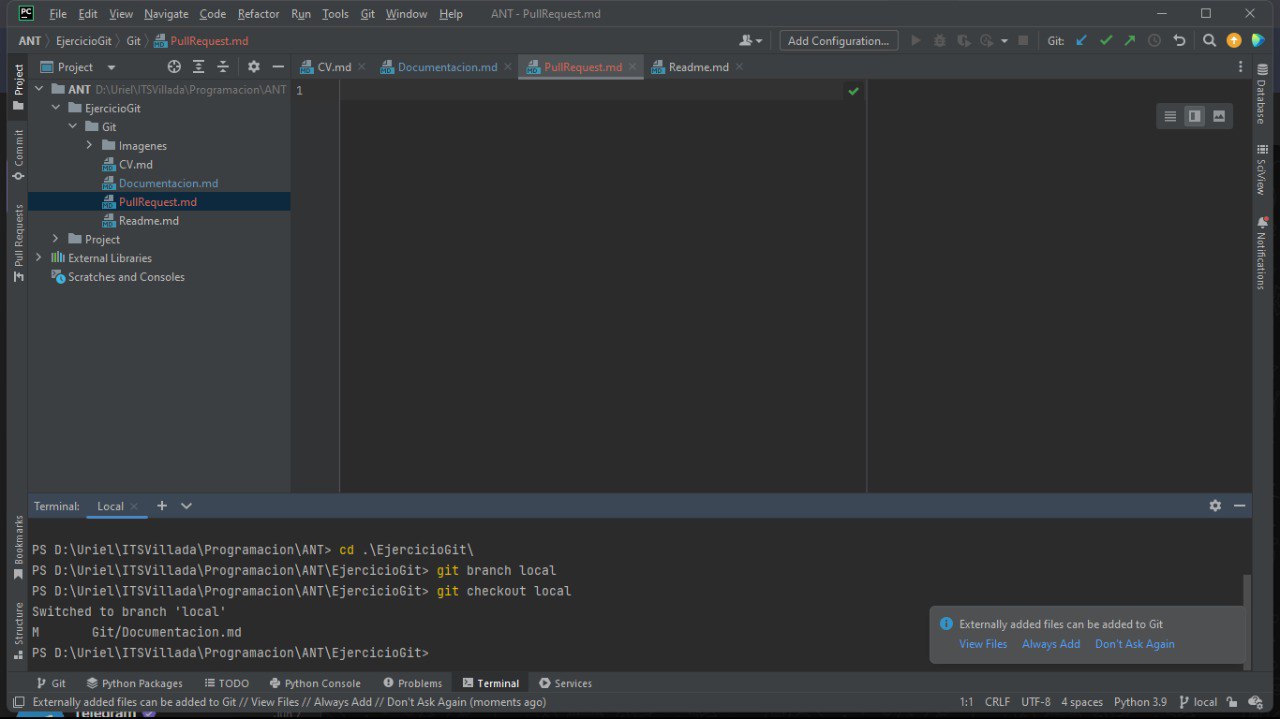 PC File Edit View Navigate Code Refactor Run Tools Git Window Help ANT - PullRequest.md
ANT EjercicioGit Git PullRequest.md Add Configuration... Git:
Project CV.md Documentacion.md PullRequest.md Readme.md
ANT D:\Uriel\ITSVillada\Programacion\ANT
EjercicioGit
Git
Imagenes
CV.md
Documentacion.md
PullRequest.md
Readme.md
Project
External Libraries
Scratches and Consoles
1
Project
Commit
Pull Requests
Bookmarks
Structure
Database
SciView
Notifications
Terminal: Local
PS D:\Uriel\ITSVillada\Programacion\ANT> cd .\EjercicioGit\
PS D:\Uriel\ITSVillada\Programacion\ANT\EjercicioGit> git branch local
PS D:\Uriel\ITSVillada\Programacion\ANT\EjercicioGit> git checkout local
Switched to branch 'local'
M Git/Documentacion.md
PS D:\Uriel\ITSVillada\Programacion\ANT\EjercicioGit>
Externally added files can be added to Git
View Files Always Add Don't Ask Again
Git Python Packages TODO Python Console Problems Terminal Services
Externally added files can be added to Git // View Files // Always Add // Don't Ask Again (moments ago) 1:1 CRLF UTF-8 4 spaces Python 3.9 local
Telegram